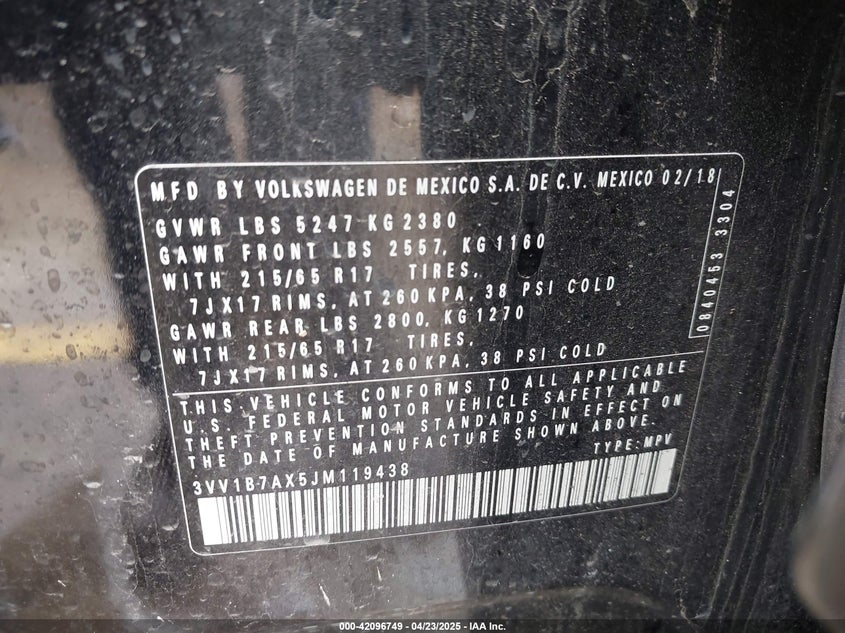 MFD BY VOLKSWAGEN DE MEXICO S.A. DE C.V. MEXICO 02/18
GVWR LBS 5247 KG 2380
GAWR FRONT LBS 2557, KG 1160
WITH 215/65 R17 TIRES,
7JX17 RIMS, AT 260 KPA, 38 PSI COLD
GAWR REAR LBS 2800, KG 1270
WITH 215/65 R17 TIRES,
7JX17 RIMS, AT 260 KPA, 38 PSI COLD
0840453 3304
THIS VEHICLE CONFORMS TO ALL APPLICABLE
U.S. FEDERAL MOTOR VEHICLE SAFETY AND
THEFT PREVENTION STANDARDS IN EFFECT ON
THE DATE OF MANUFACTURE SHOWN ABOVE.
TYPE: MPV
3VV1B7AX5JM119438
000-42096749 - 04/23/2025 - IAA Inc.